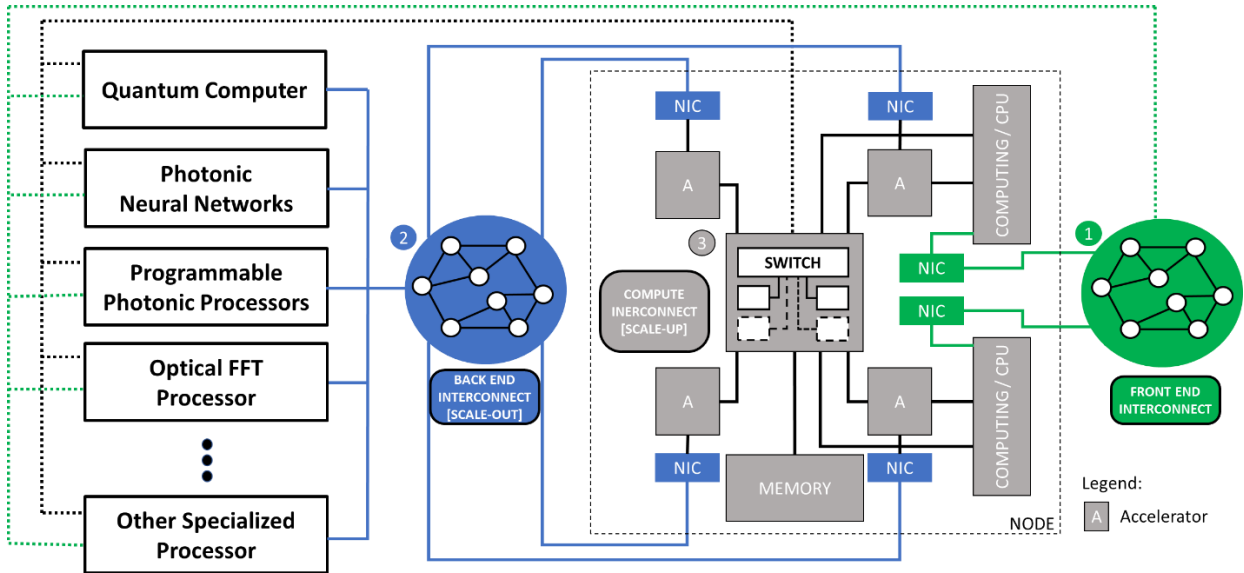 Quantum Computer
Photonic
Neural Networks
Programmable
Photonic Processors
Optical FFT
Processor
Other Specialized
Processor
2
BACK END
INTERCONNECT
[SCALE-OUT]
NIC
NIC
A
A
COMPUTING / CPU
3
SWITCH
COMPUTE
INERCONNECT
[SCALE-UP]
NIC
NIC
A
A
COMPUTING / CPU
NIC
NIC
MEMORY
NODE
1
FRONT END
INTERCONNECT
Legend:
A
Accelerator